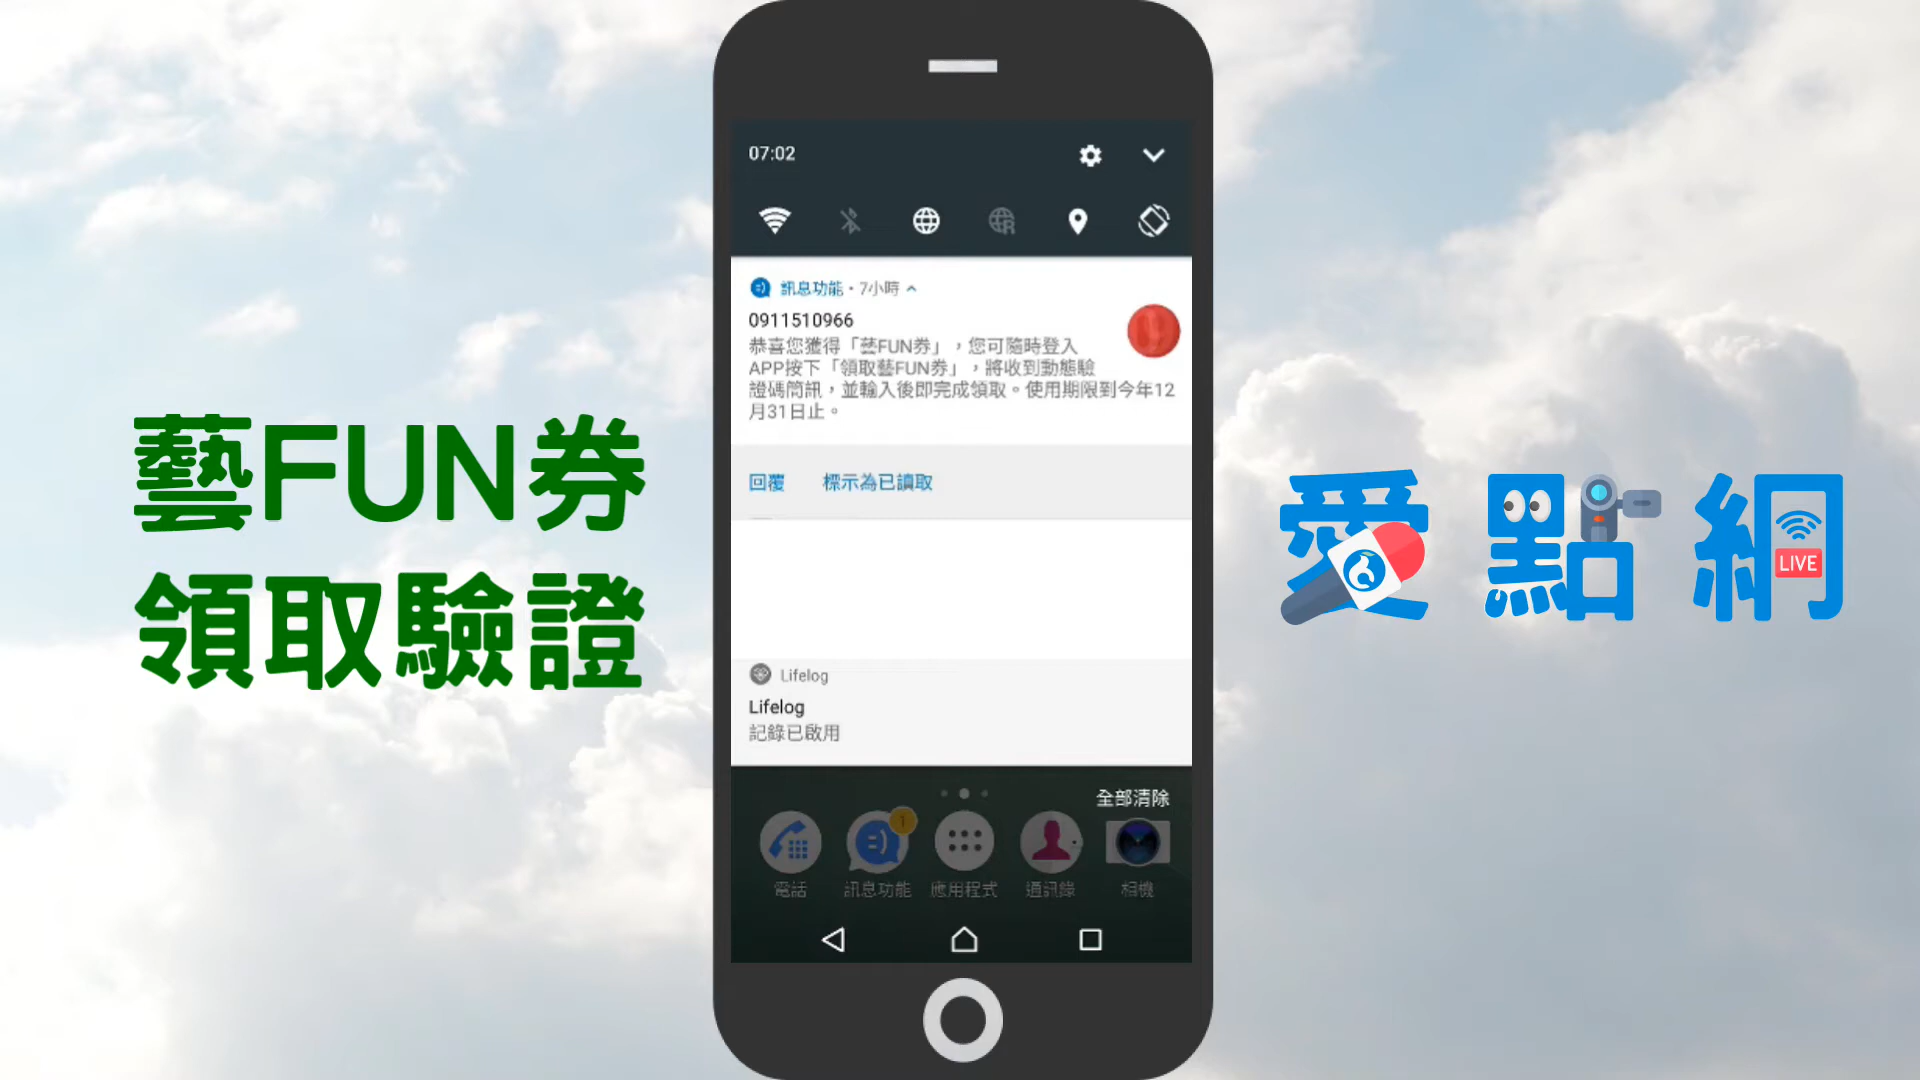 藝FUN券
領取驗證
07:02
訊息功能・7小時
0911510966
恭喜您獲得「藝FUN券」，您可隨時登入
APP按下「領取藝FUN券」，將收到動態驗
證碼簡訊，並輸入後即完成領取。使用期限到今年12
月31日止。
回覆 標示為已讀取
Lifelog
Lifelog
記錄已啟用
全部清除
1
電話 訊息功能 應用程式 通訊錄 相機
愛點網
LIVE